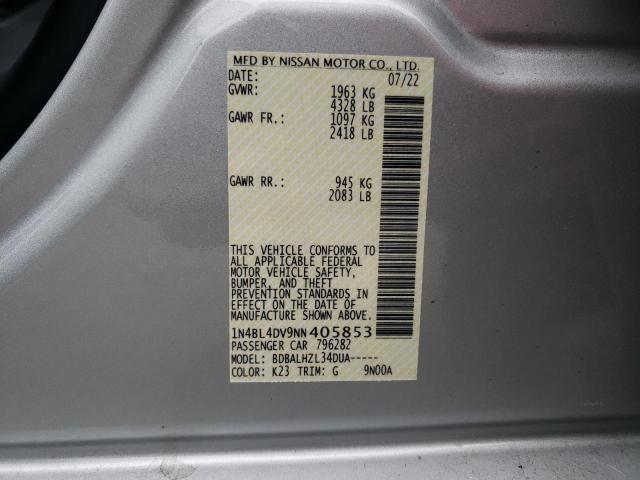 MFD BY NISSAN MOTOR CO., LTD.
DATE: 07/22
GVWR: 1963 KG
4328 LB
GAWR FR.: 1097 KG
2418 LB
GAWR RR.: 945 KG
2083 LB
THIS VEHICLE CONFORMS TO
ALL APPLICABLE FEDERAL
MOTOR VEHICLE SAFETY,
BUMPER, AND THEFT
PREVENTION STANDARDS IN
EFFECT ON THE DATE OF
MANUFACTURE SHOWN ABOVE.
1N4BL4DV9NN405853
PASSENGER CAR 796282
MODEL: BDBALHZL34DUA-----
COLOR: K23 TRIM: G 9N00A